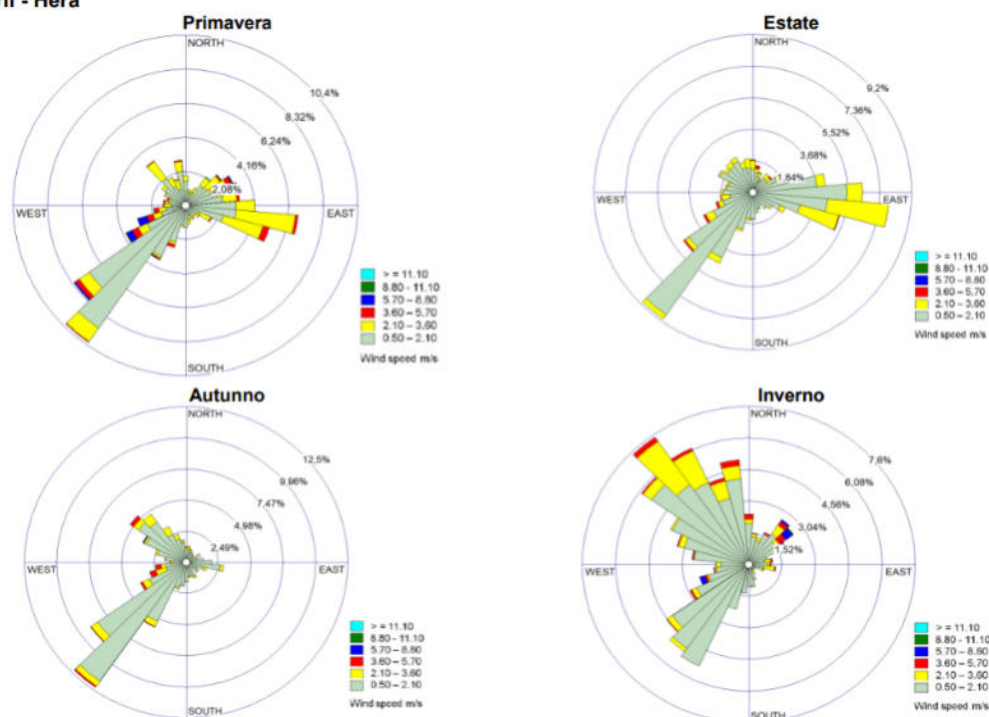 - Hera
Primavera
NORTH
10,4%
8,32%
6,24%
4,16%
2,08%
WEST
EAST
SOUTH
> = 11.10
8.80 - 11.10
5.70 – 8.80
3.60 – 5.70
2.10 – 3.60
0.50 – 2.10
Wind speed m/s
Estate
NORTH
9,2%
7,36%
5,52%
3,68%
1,84%
WEST
EAST
SOUTH
> = 11.10
8.80 - 11.10
5.70 – 8.80
3.60 – 5.70
2.10 – 3.60
0.50 – 2.10
Wind speed m/s
Autunno
NORTH
12,5%
9,96%
7,47%
4,98%
2,49%
WEST
EAST
SOUTH
> = 11.10
8.80 - 11.10
5.70 – 8.80
3.60 – 5.70
2.10 – 3.60
0.50 – 2.10
Wind speed m/s
Inverno
NORTH
7,6%
6,08%
4,56%
3,04%
1,52%
WEST
EAST
SOUTH
> = 11.10
8.80 - 11.10
5.70 – 8.80
3.60 – 5.70
2.10 – 3.60
0.50 – 2.10
Wind speed m/s